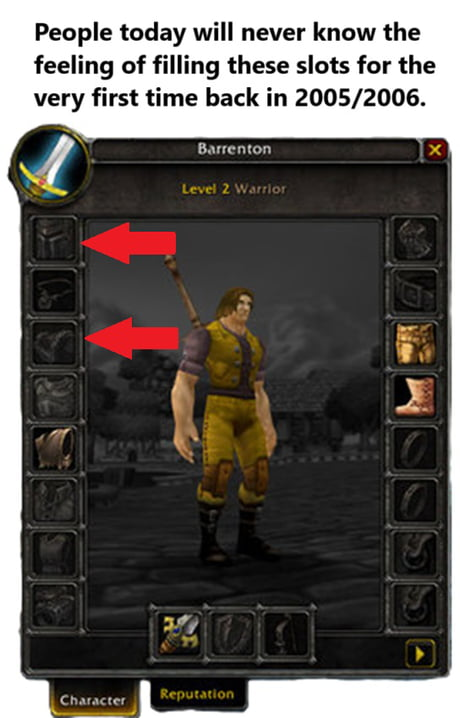 People today will never know the
feeling of filling these slots for the
very first time back in 2005/2006.
Barrenton
Level 2 Warrior
Character
Reputation